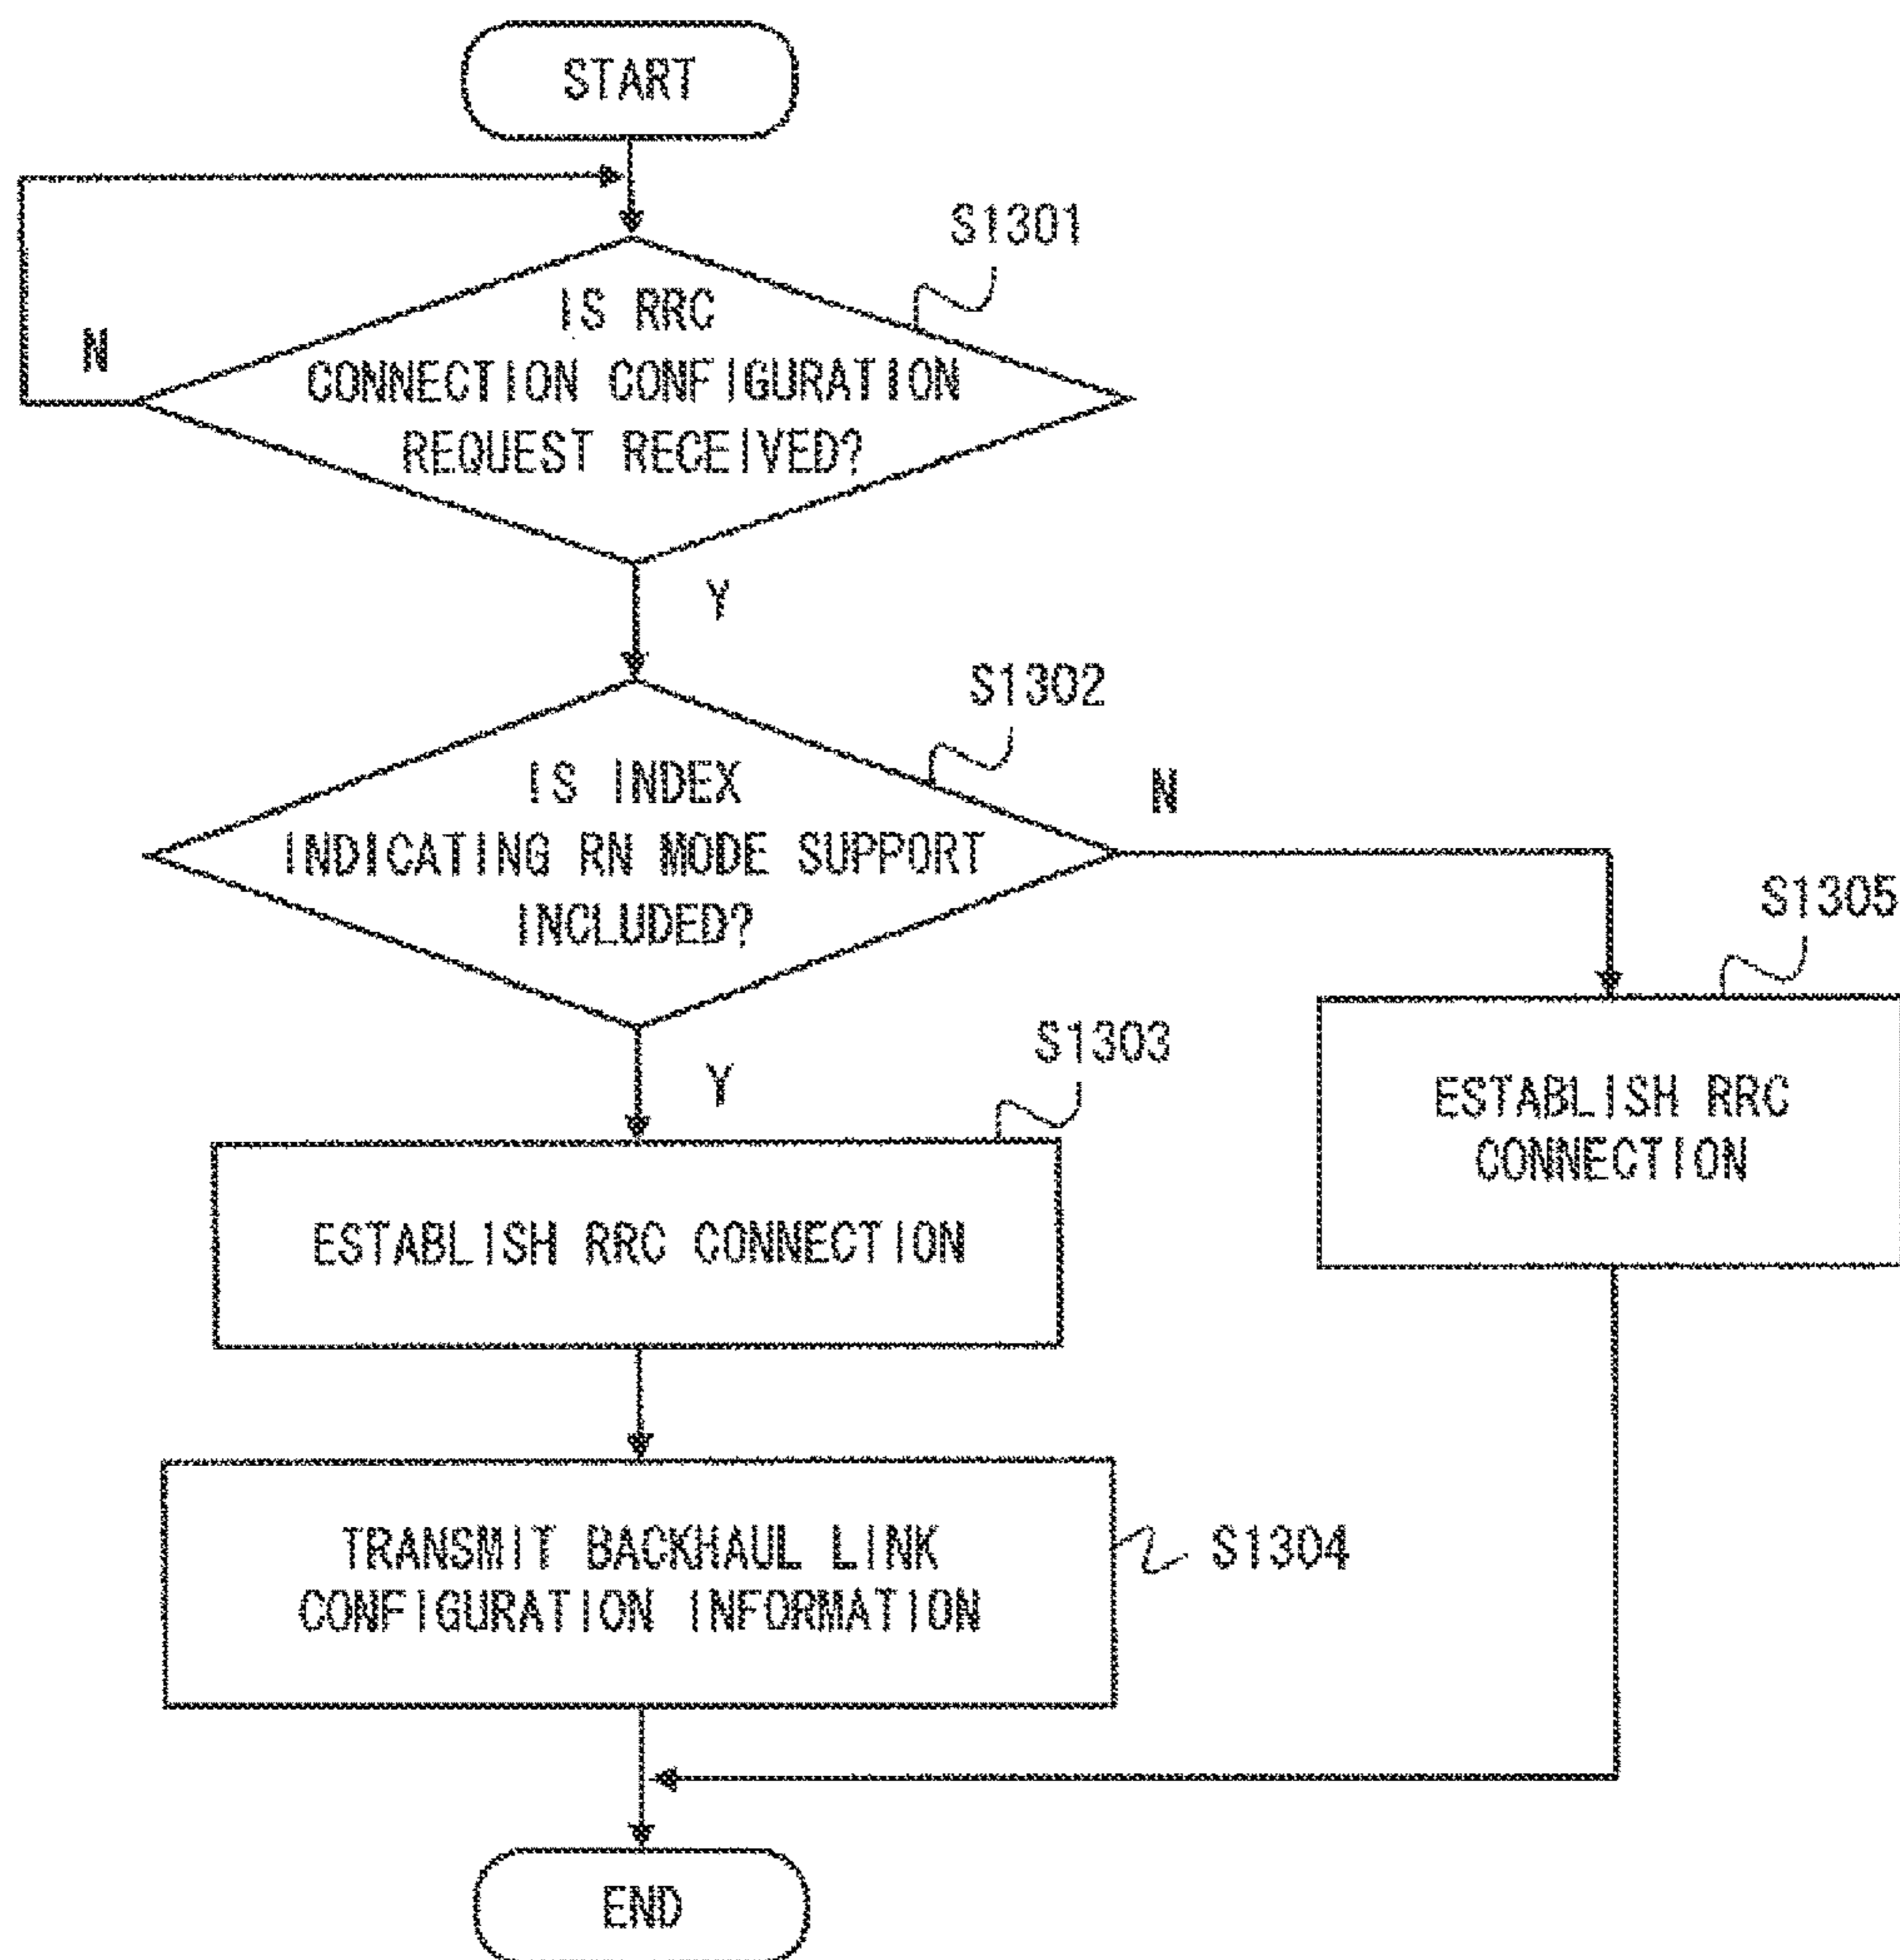 START
S1301
IS RRC
CONNECTION CONFIGURATION
REQUEST RECEIVED?
N
Y
S1302
IS INDEX
INDICATING RN MODE SUPPORT
INCLUDED?
N
Y
S1303
ESTABLISH RRC CONNECTION
S1305
ESTABLISH RRC
CONNECTION
TRANSMIT BACKHAUL LINK
CONFIGURATION INFORMATION
S1304
END